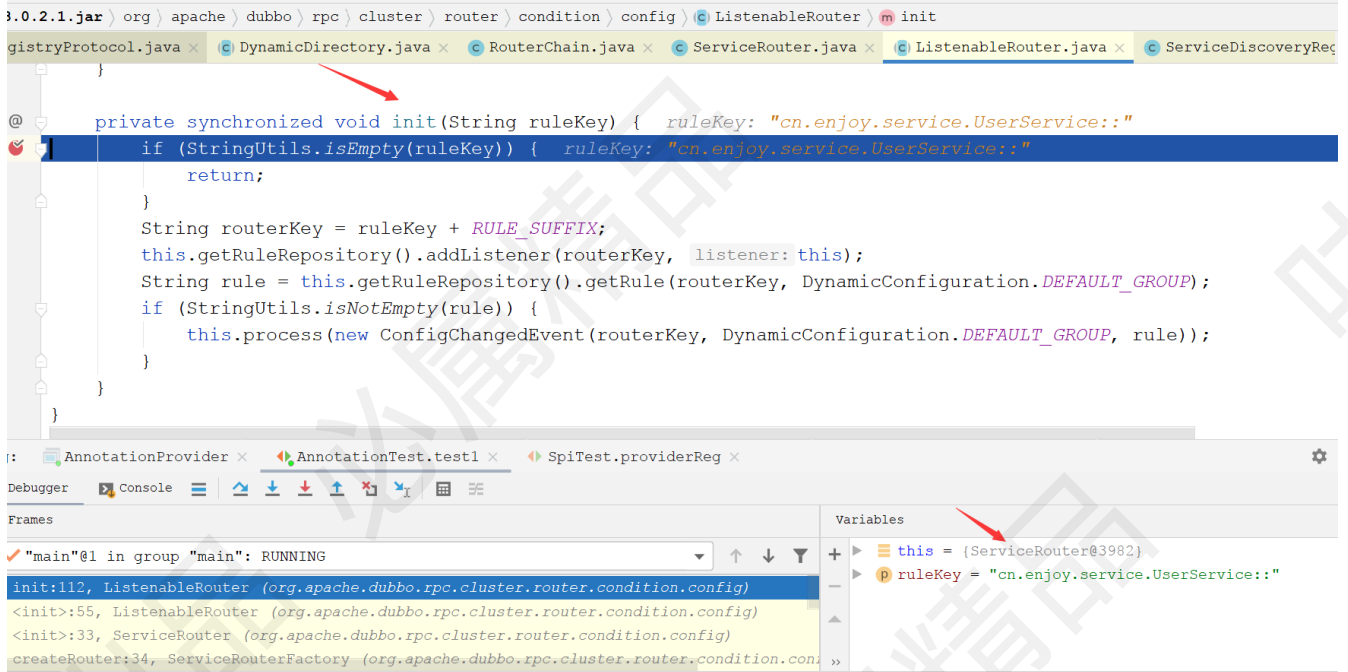 3.0.2.1.jar 〉 org 〉 apache 〉 dubbo 〉 rpc 〉 cluster 〉 router 〉 condition 〉 config 〉 ListenableRouter 〉 m init
gistryProtocol.java × C DynamicDirectory.java × C RouterChain.java × C ServiceRouter.java × C ListenableRouter.java × C ServiceDiscoveryReg
}
@ private synchronized void init(String ruleKey) { ruleKey: "cn.enjoy.service.UserService::"
if (StringUtils.isEmpty(ruleKey)) { ruleKey: "cn.enjoy.service.UserService::"
return;
}
String routerKey = ruleKey + RULE_SUFFIX;
this.getRuleRepository().addListener(routerKey, listener: this);
String rule = this.getRuleRepository().getRule(routerKey, DynamicConfiguration.DEFAULT_GROUP);
if (StringUtils.isNotEmpty(rule)) {
this.process(new ConfigChangedEvent(routerKey, DynamicConfiguration.DEFAULT_GROUP, rule));
}
}
}
: AnnotationProvider × AnnotationTest.test1 × SpiTest.providerReg ×
Debugger Console
Frames
Variables
"main"@1 in group "main": RUNNING
init:112, ListenableRouter (org.apache.dubbo.rpc.cluster.router.condition.config)
<init>:55, ListenableRouter (org.apache.dubbo.rpc.cluster.router.condition.config)
<init>:33, ServiceRouter (org.apache.dubbo.rpc.cluster.router.condition.config)
createRouter:34, ServiceRouterFactory (org.apache.dubbo.rpc.cluster.router.condition.con
this = {ServiceRouter@3982}
p ruleKey = "cn.enjoy.service.UserService::"
必属精品